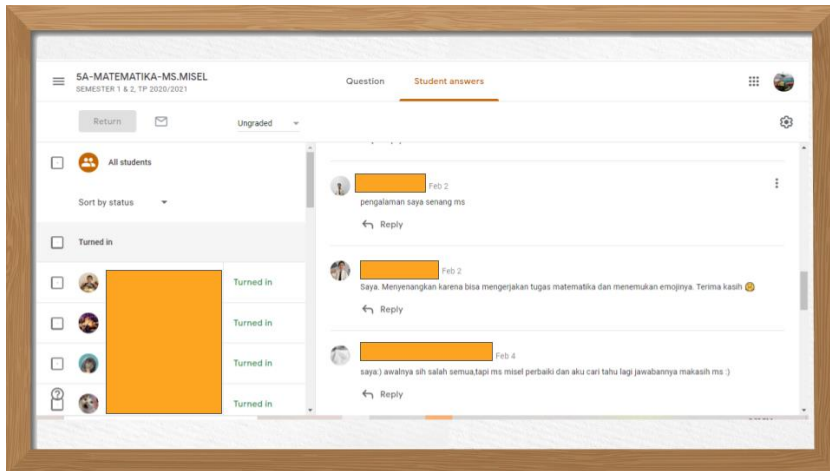 5A-MATEMATIKA-MS.MISEL
SEMESTER 1 & 2, TP 2020/2021
Question
Student answers
Return
Ungraded
All students
Sort by status
Turned in
Turned in
Turned in
Turned in
Turned in
Feb 2
pengalaman saya senang ms
Reply
Feb 2
Saya. Menyenangkan karena bisa mengerjakan tugas matematika dan menemukan emojinya. Terima kasih
Reply
Feb 4
saya:) awalnya sih salah semua,tapi ms misel perbaiki dan aku cari tahu lagi jawabannya makasih ms :)
Reply